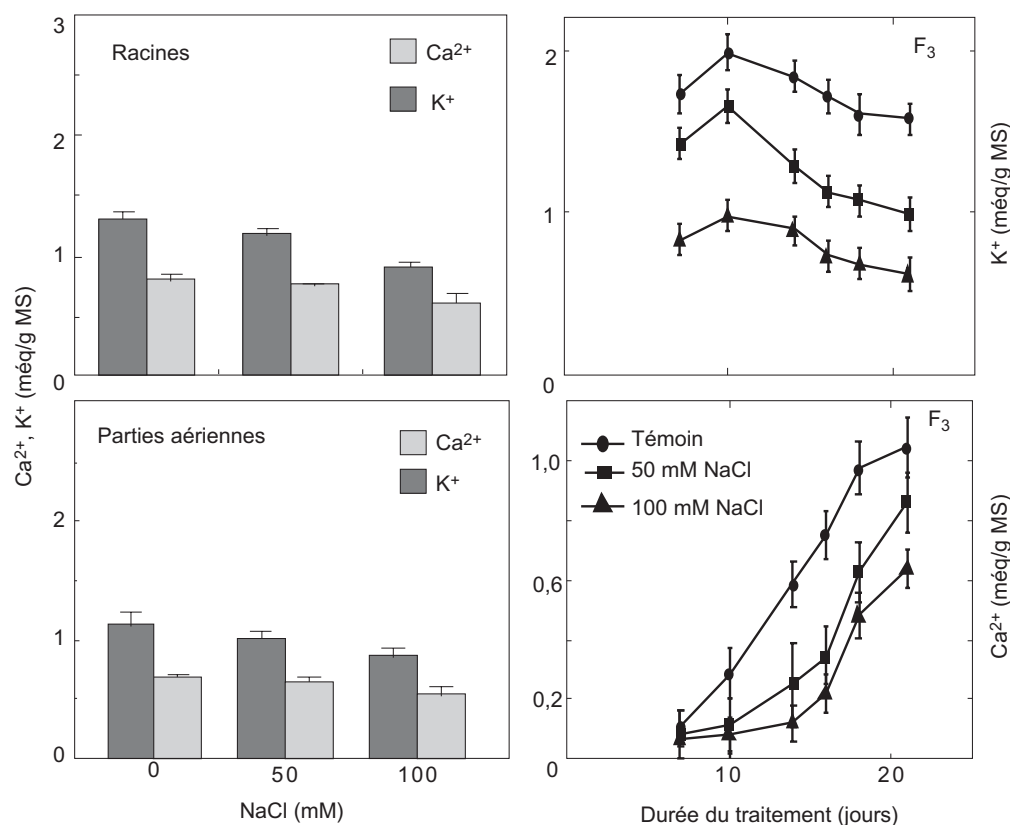 3
Racines
Ca²⁺
K⁺
2
1
0
Ca²⁺, K⁺ (méq/g MS)
Parties aériennes
Ca²⁺
K⁺
2
1
0
0 50 100
NaCl (mM)
F₃
2
1
0
K⁺ (méq/g MS)
F₃
Témoin
50 mM NaCl
100 mM NaCl
1,0
0,6
0,2
0
Ca²⁺ (méq/g MS)
10 20
Durée du traitement (jours)